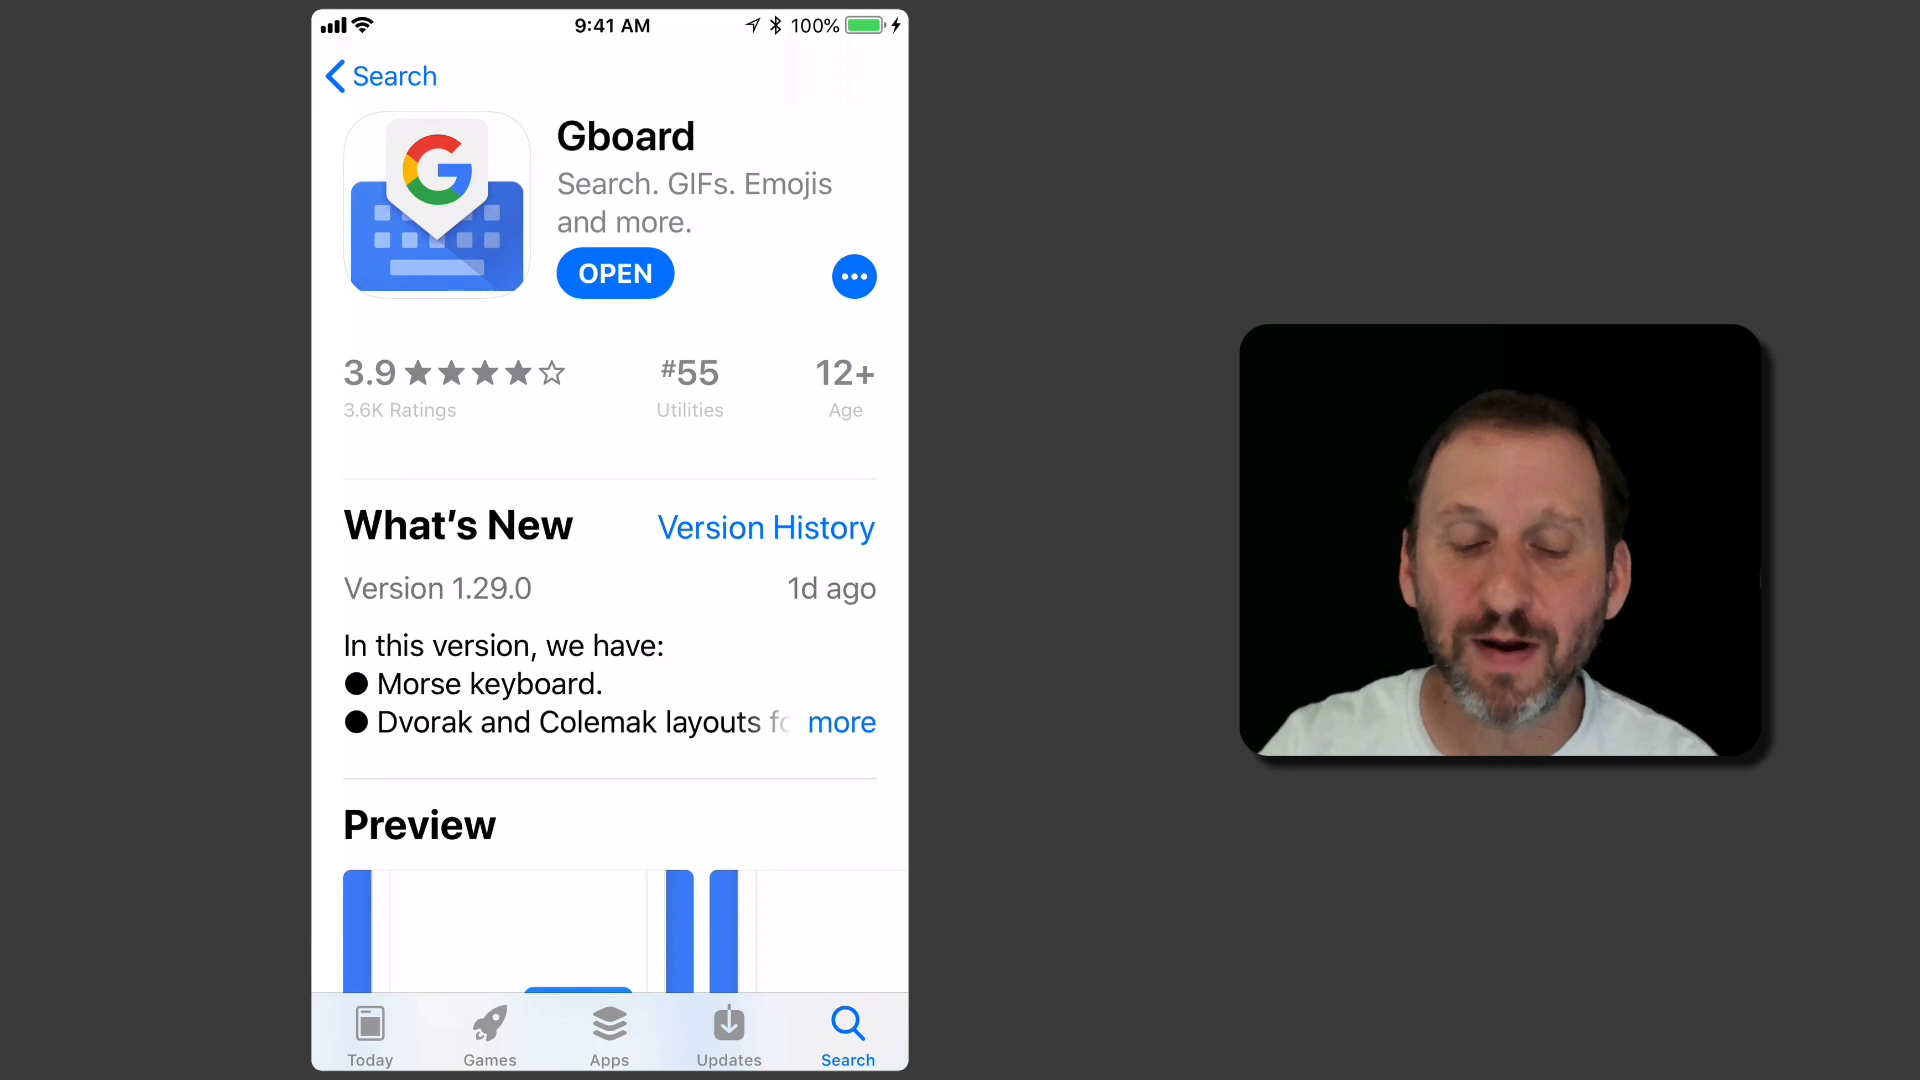 9:41 AM
100%
Search
Gboard
Search. GIFs. Emojis
and more.
OPEN
3.9 #55 12+
3.6K Ratings Utilities Age
What's New Version History
Version 1.29.0 1d ago
In this version, we have:
● Morse keyboard.
● Dvorak and Colemak layouts more
Preview
Today Games Apps Updates Search